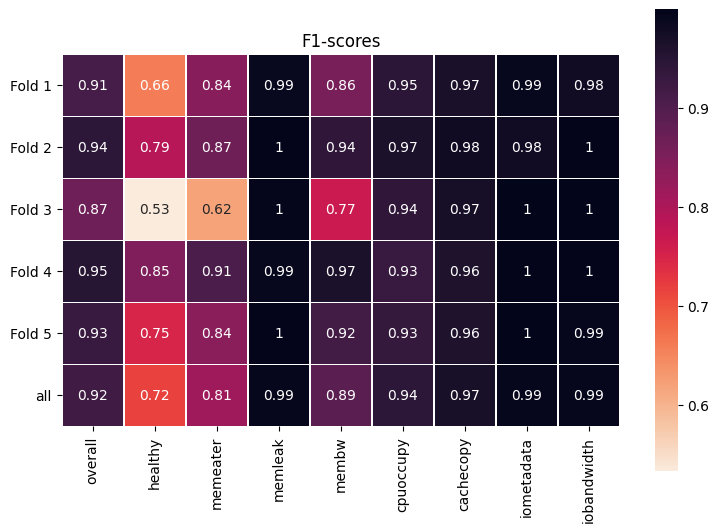 F1-scores
Fold 1 0.91 0.66 0.84 0.99 0.86 0.95 0.97 0.99 0.98
Fold 2 0.94 0.79 0.87 1 0.94 0.97 0.98 0.98 1
Fold 3 0.87 0.53 0.62 1 0.77 0.94 0.97 1 1
Fold 4 0.95 0.85 0.91 0.99 0.97 0.93 0.96 1 1
Fold 5 0.93 0.75 0.84 1 0.92 0.93 0.96 1 0.99
all 0.92 0.72 0.81 0.99 0.89 0.94 0.97 0.99 0.99
overall healthy memeater memleak membw cpuoccupy cachecopy iometadata iobandwidth
0.9
0.8
0.7
0.6